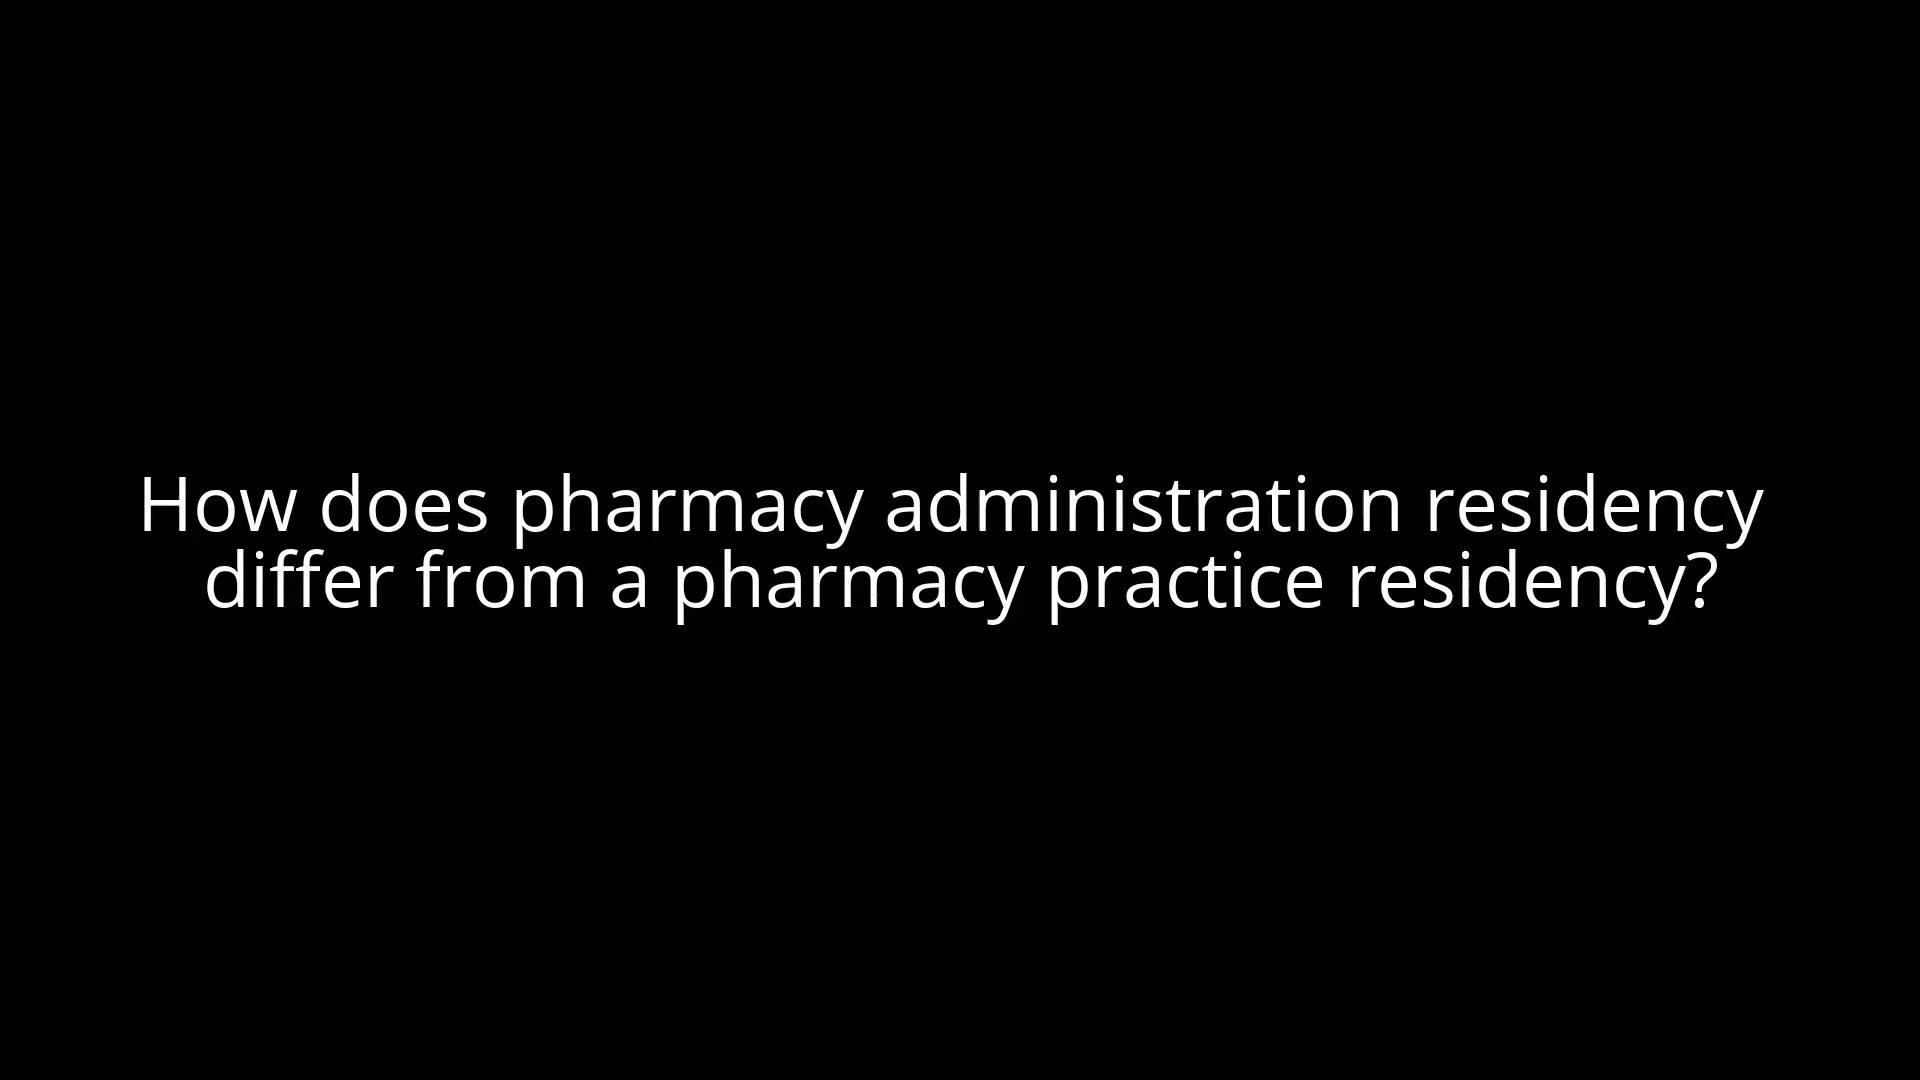 How does pharmacy administration residency
differ from a pharmacy practice residency?